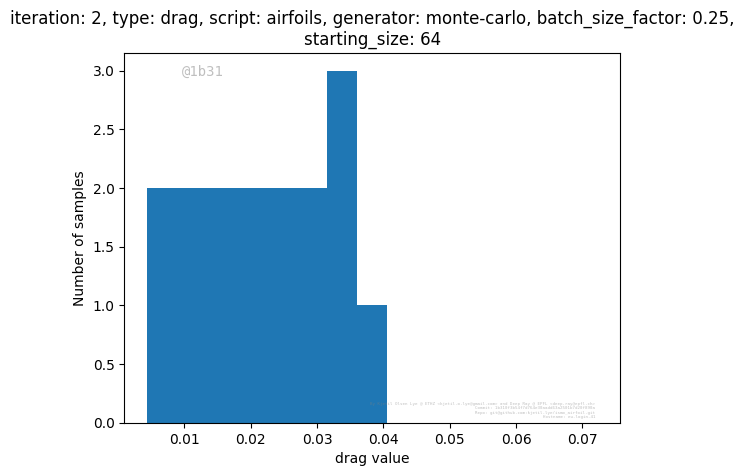 iteration: 2, type: drag, script: airfoils, generator: monte-carlo, batch_size_factor: 0.25,
starting_size: 64
@1b31
3.0
2.5
2.0
1.5
1.0
0.5
0.0
Number of samples
0.01 0.02 0.03 0.04 0.05 0.06 0.07
drag value